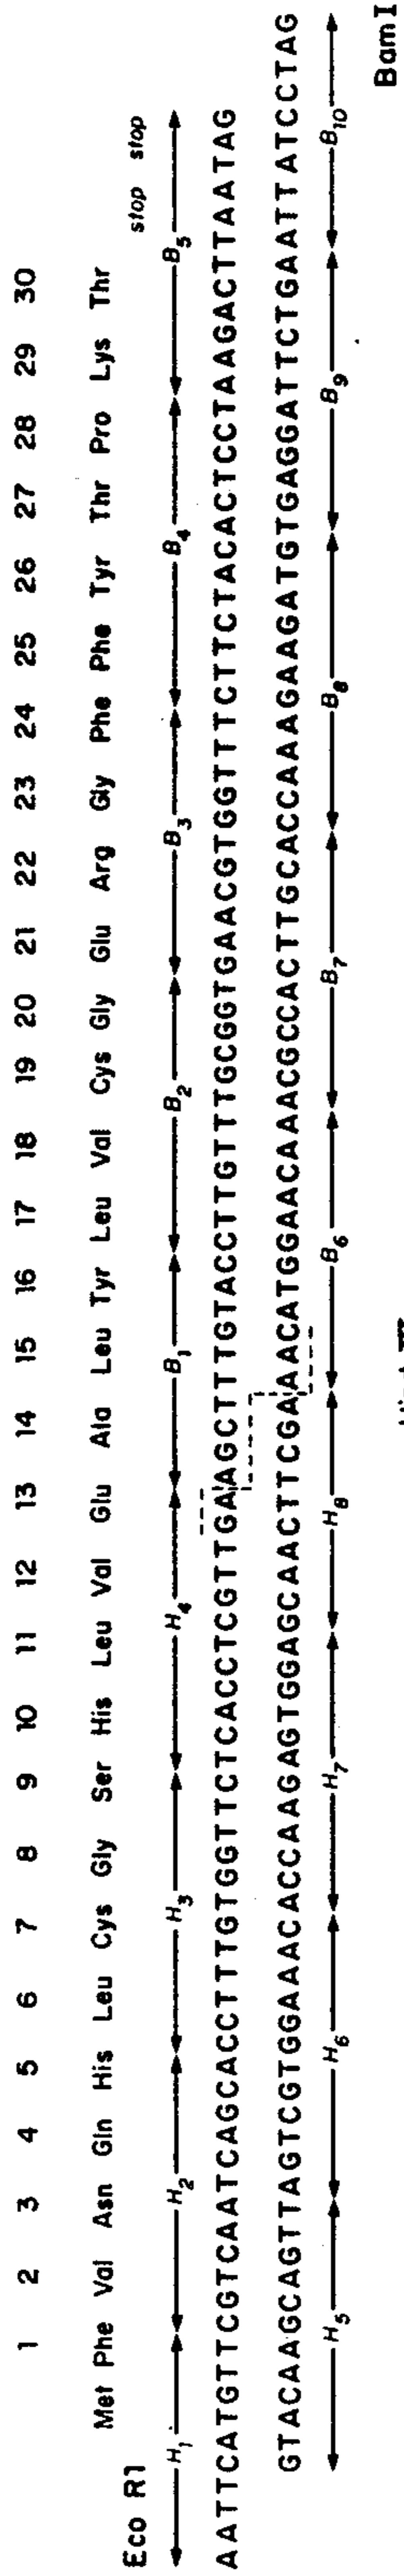 1 2 3 4 5 6 7 8 9 10 11 12 13 14 15 16 17 18 19 20 21 22 23 24 25 26 27 28 29 30
Met Phe Val Asn Gln His Leu Cys Gly Ser His Leu Val Glu Ala Leu Tyr Leu Val Cys Gly Glu Arg Gly Phe Phe Tyr Thr Pro Lys Thr stop stop
Eco R1
H1 H2 H3 H4 B1 B2 B3 B4 B5
AATTCATGTTCGTCAATCAGCACCTTTGTGGTTCTCACCTCGTTGAAGCTTTGTACCTTGTTTGCGGTGAACGTGGTTTCTTCTACACTCCTAAGACTTAATAG
GTACAAGCAGTTAGTCGTGGAAACACCAAGAGTGGAGCAACTTCGAAACATGGAACAAACGCCACTTGCACCAAAGAAGATGTGAGGATTCTGAATTATCCTAG
H5 H6 H7 H8 B6 B7 B8 B9 B10
Bam I